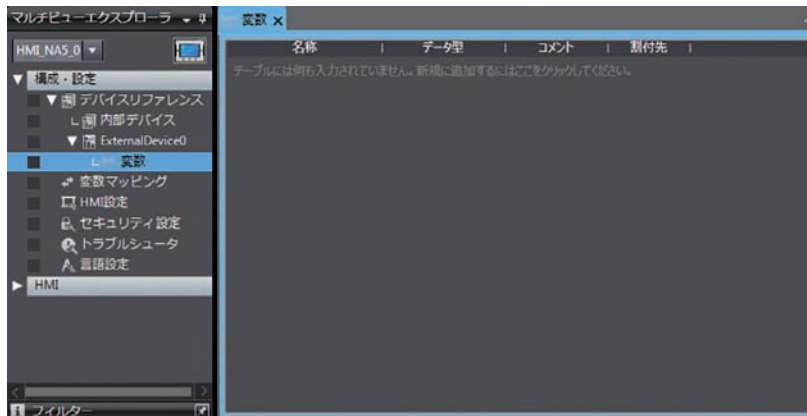 マルチビューエクスプローラ
変数
HMI_NA5_0
名称
データ型
コメント
割付先
テーブルには何も入力されていません。新規に追加するにはここをクリックしてください。
構成・設定
デバイスリファレンス
内部デバイス
ExternalDevice0
変数
変数マッピング
HMI設定
セキュリティ設定
トラブルシュータ
言語設定
HMI
フィルター